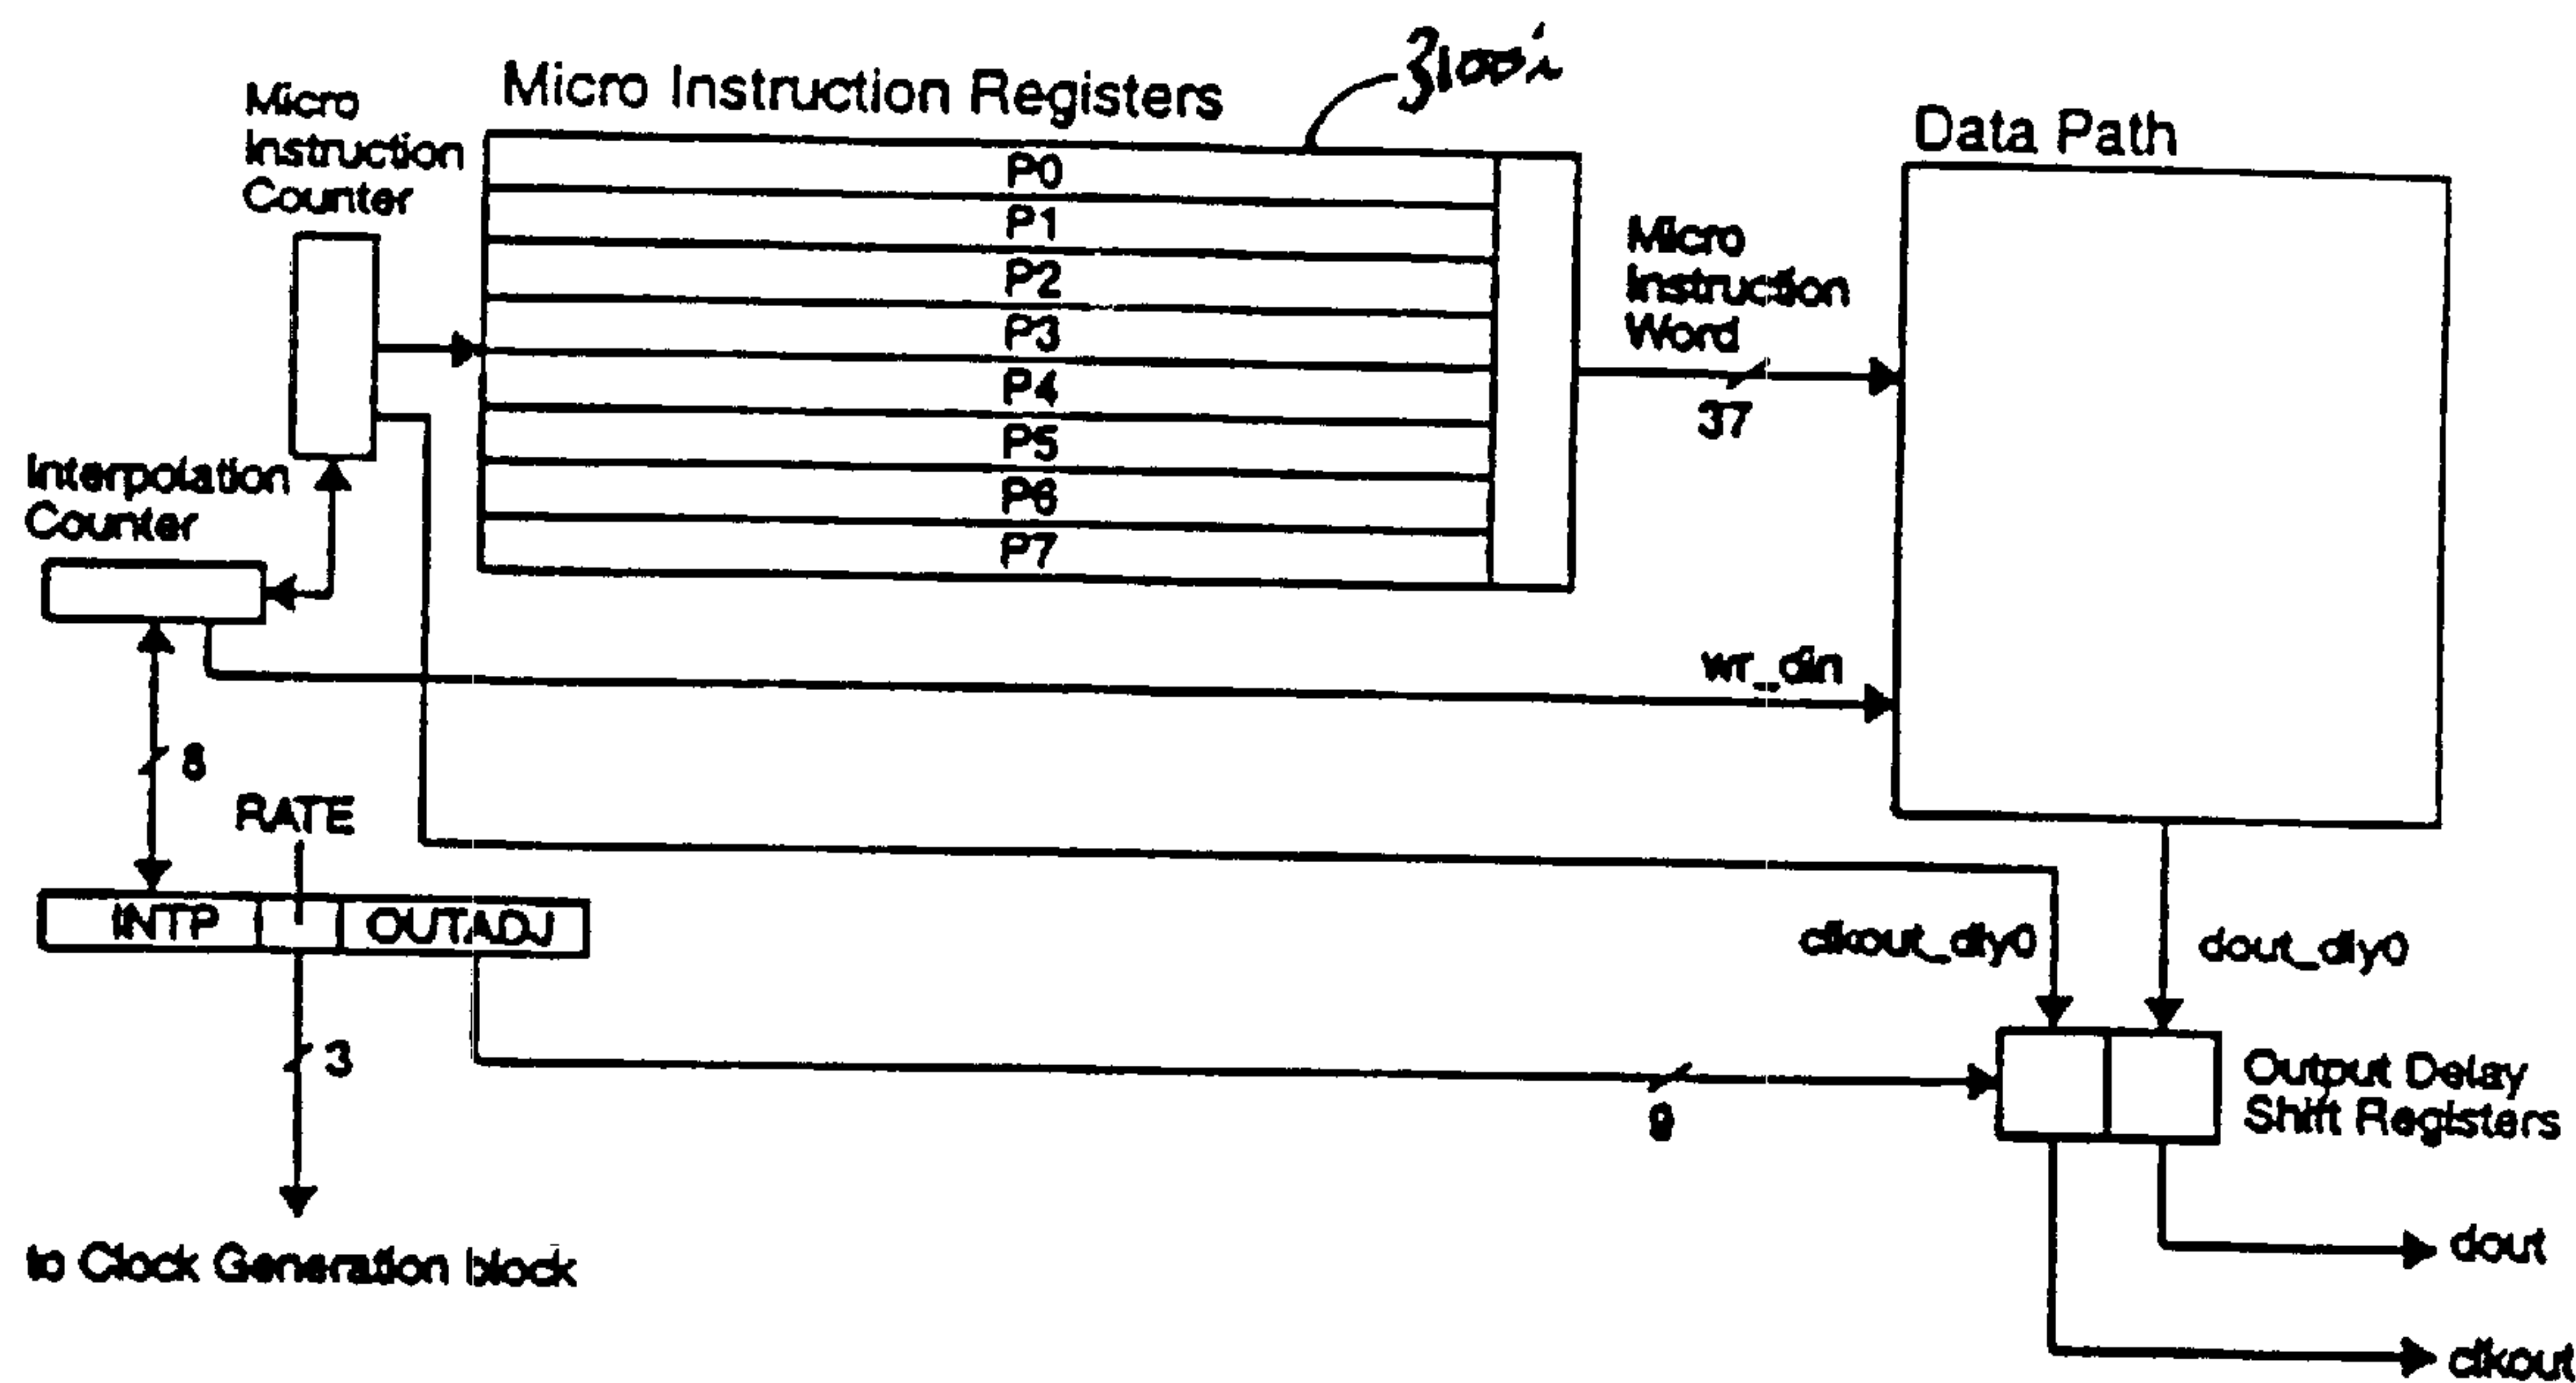 Micro Instruction Registers
3100i
Micro
Instruction
Counter
Data Path
P0
P1
P2
P3
P4
P5
P6
P7
Micro
Instruction
Word
37
Interpolation
Counter
wr_din
8
RATE
INTP
OUTADJ
clkout_dly0
dout_dly0
3
9
Output Delay
Shift Registers
to Clock Generation block
dout
clkout